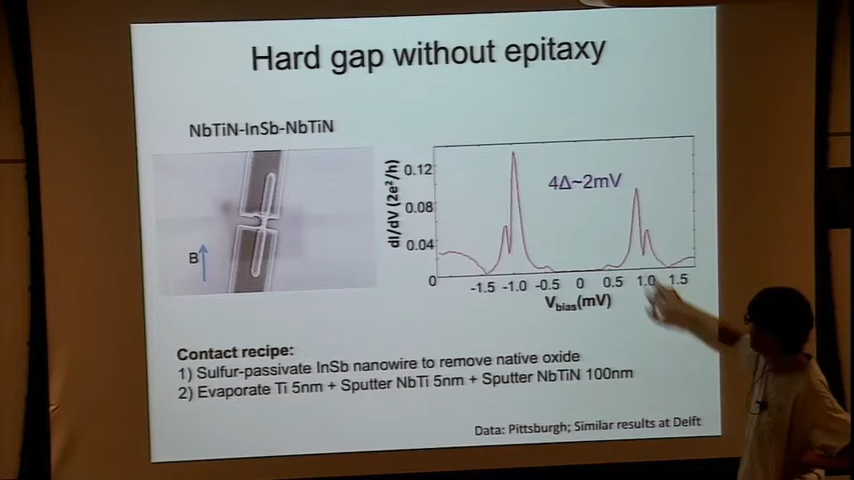 Hard gap without epitaxy
NbTiN-InSb-NbTiN
B
dI/dV (2e²/h)
0.12
0.08
0.04
0
4Δ~2mV
-1.5 -1.0 -0.5 0 0.5 1.0 1.5
Vbias(mV)
Contact recipe:
1) Sulfur-passivate InSb nanowire to remove native oxide
2) Evaporate Ti 5nm + Sputter NbTi 5nm + Sputter NbTiN 100nm
Data: Pittsburgh; Similar results at Delft